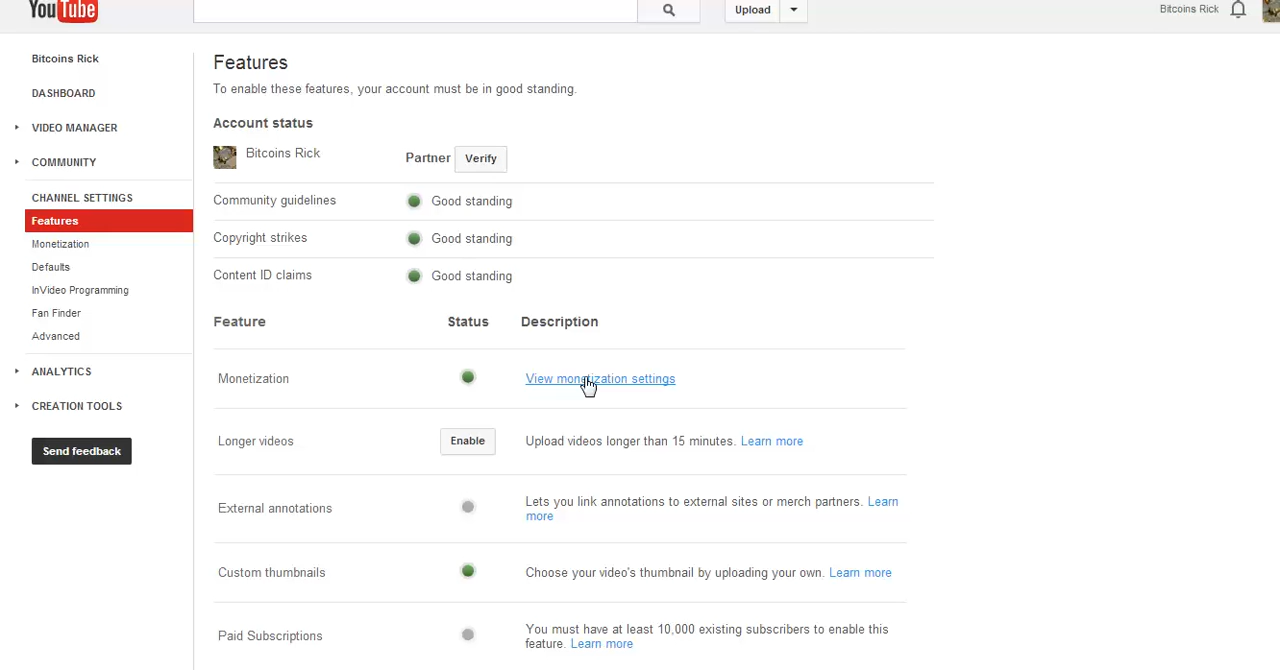 YouTube
Upload
Bitcoins Rick
Bitcoins Rick
DASHBOARD
VIDEO MANAGER
COMMUNITY
CHANNEL SETTINGS
Features
Monetization
Defaults
InVideo Programming
Fan Finder
Advanced
ANALYTICS
CREATION TOOLS
Send feedback
Features
To enable these features, your account must be in good standing.
Account status
Bitcoins Rick
Partner Verify
Community guidelines Good standing
Copyright strikes Good standing
Content ID claims Good standing
Feature Status Description
Monetization View monetization settings
Longer videos Enable Upload videos longer than 15 minutes. Learn more
External annotations Lets you link annotations to external sites or merch partners. Learn
more
Custom thumbnails Choose your video's thumbnail by uploading your own. Learn more
Paid Subscriptions You must have at least 10,000 existing subscribers to enable this
feature. Learn more